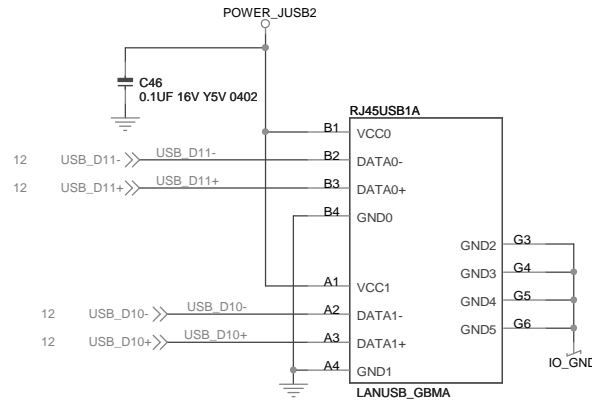 POWER_JUSB2
C46
0.1UF 16V Y5V 0402
RJ45USB1A
B1 VCC0
12 USB_D11- USB_D11- B2 DATA0-
12 USB_D11+ USB_D11+ B3 DATA0+
B4 GND0
GND2 G3
GND3 G4
A1 VCC1
GND4 G5
12 USB_D10- USB_D10- A2 DATA1-
GND5 G6
12 USB_D10+ USB_D10+ A3 DATA1+
A4 GND1
IO_GND
LANUSB_GBMA